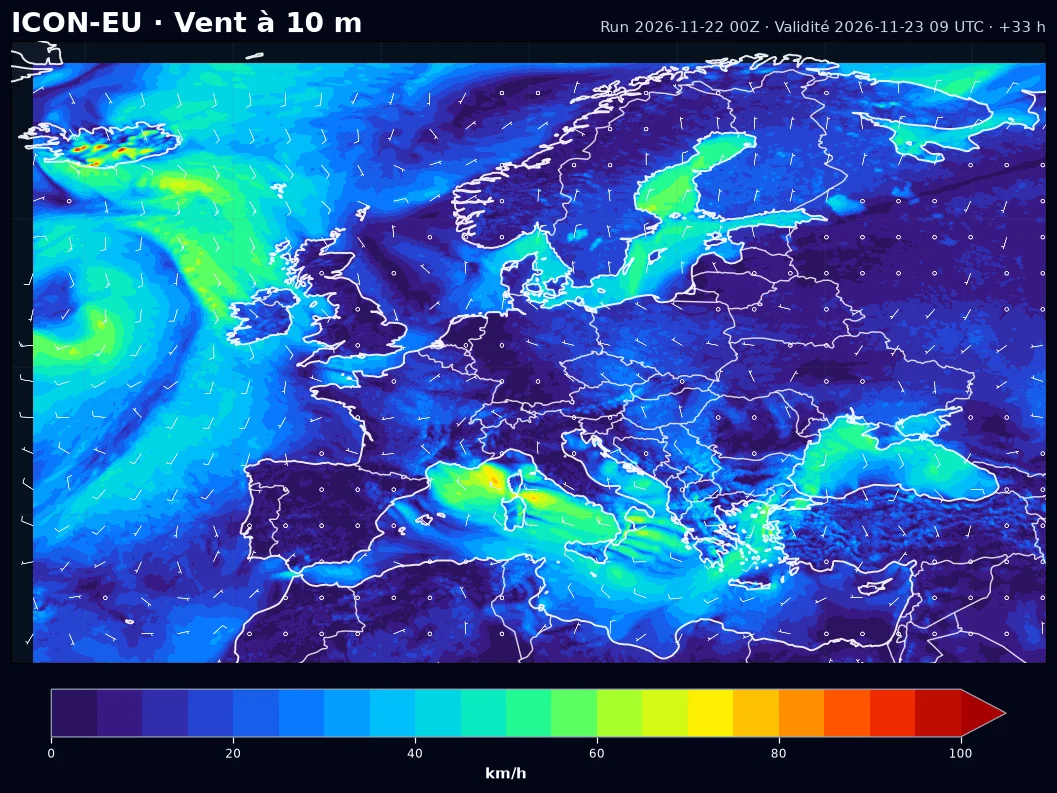 ICON-EU · Vent à 10 m
Run 2026-11-22 00Z · Validité 2026-11-23 09 UTC · +33 h
0 20 40 60 80 100
km/h